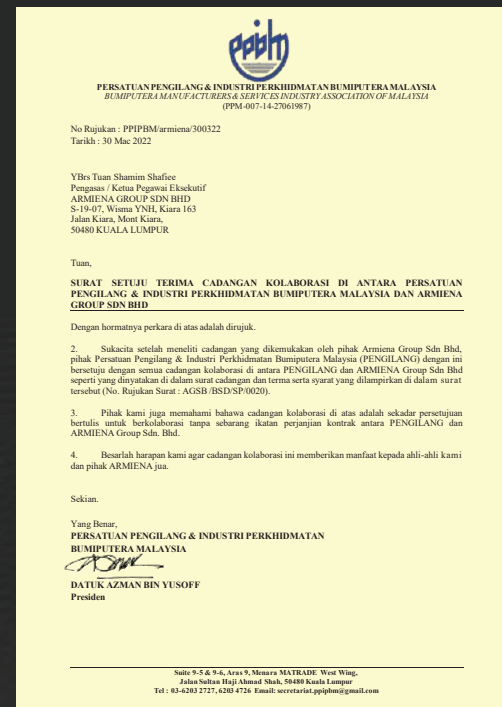 ppipbm
PERSATUAN PENGILANG & INDUSTRI PERKHIDMATAN BUMIPUTERA MALAYSIA
BUMIPUTERA MANUFACTURERS & SERVICES INDUSTRY ASSOCIATION OF MALAYSIA
(PPM-007-14-27061987)
No Rujukan : PPIPBM/armiena/300322
Tarikh : 30 Mac 2022
YBrs Tuan Shamim Shafiee
Pengasas / Ketua Pegawai Eksekutif
ARMIENA GROUP SDN BHD
S-19-07, Wisma YNH, Kiara 163
Jalan Kiara, Mont Kiara,
50480 KUALA LUMPUR
Tuan,
SURAT SETUJU TERIMA CADANGAN KOLABORASI DI ANTARA PERSATUAN
PENGILANG & INDUSTRI PERKHIDMATAN BUMIPUTERA MALAYSIA DAN ARMIENA
GROUP SDN BHD
Dengan hormatnya perkara di atas adalah dirujuk.
2. Sukacita setelah meneliti cadangan yang dikemukakan oleh pihak Armiena Group Sdn Bhd,
pihak Persatuan Pengilang & Industri Perkhidmatan Bumiputera Malaysia (PENGILANG) dengan ini
bersetuju dengan semua cadangan kolaborasi di antara PENGILANG dan ARMIENA Group Sdn Bhd
seperti yang dinyatakan di dalam surat cadangan dan terma serta syarat yang dilampirkan di dalam surat
tersebut (No. Rujukan Surat : AGSB /BSD/SP/0020).
3. Pihak kami juga memahami bahawa cadangan kolaborasi di atas adalah sekadar persetujuan
bertulis untuk berkolaborasi tanpa sebarang ikatan perjanjian kontrak antara PENGILANG dan
ARMIENA Group Sdn. Bhd.
4. Besarlah harapan kami agar cadangan kolaborasi ini memberikan manfaat kepada ahli-ahli kami
dan pihak ARMIENA jua.
Sekian.
Yang Benar,
PERSATUAN PENGILANG & INDUSTRI PERKHIDMATAN
BUMIPUTERA MALAYSIA
DATUK AZMAN BIN YUSOFF
Presiden
Suite 9-5 & 9-6, Aras 9, Menara MATRADE West Wing,
Jalan Sultan Haji Ahmad Shah, 50480 Kuala Lumpur
Tel : 03-6203 2727, 6203 4726 Email: secretariat.ppipbm@gmail.com